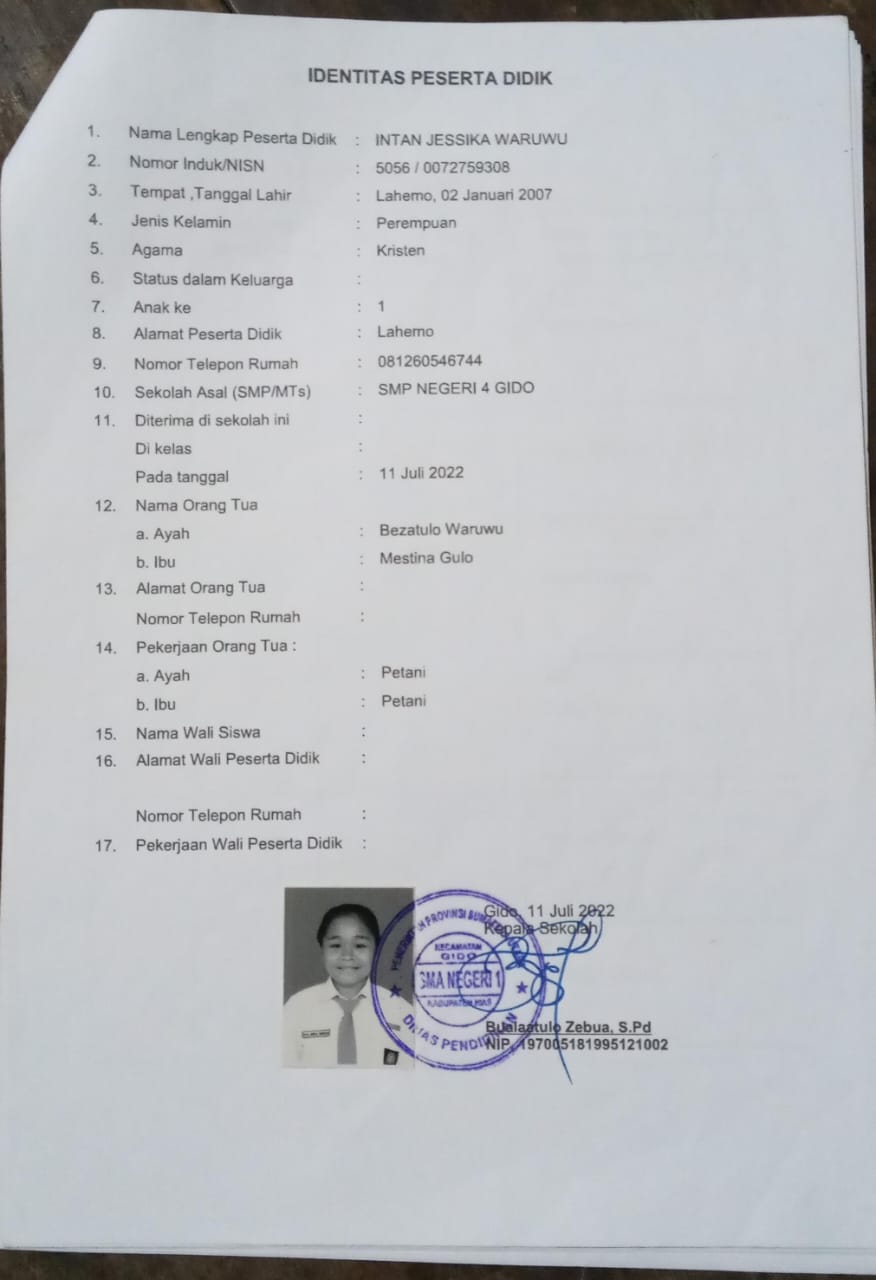 IDENTITAS PESERTA DIDIK
1. Nama Lengkap Peserta Didik : INTAN JESSIKA WARUWU
2. Nomor Induk/NISN : 5056 / 0072759308
3. Tempat ,Tanggal Lahir : Lahemo, 02 Januari 2007
4. Jenis Kelamin : Perempuan
5. Agama : Kristen
6. Status dalam Keluarga :
7. Anak ke : 1
8. Alamat Peserta Didik : Lahemo
9. Nomor Telepon Rumah : 081260546744
10. Sekolah Asal (SMP/MTs) : SMP NEGERI 4 GIDO
11. Diterima di sekolah ini :
Di kelas :
Pada tanggal : 11 Juli 2022
12. Nama Orang Tua
a. Ayah : Bezatulo Waruwu
b. Ibu : Mestina Gulo
13. Alamat Orang Tua :
Nomor Telepon Rumah :
14. Pekerjaan Orang Tua :
a. Ayah : Petani
b. Ibu : Petani
15. Nama Wali Siswa :
16. Alamat Wali Peserta Didik :
Nomor Telepon Rumah :
17. Pekerjaan Wali Peserta Didik :
Gido, 11 Juli 2022
Kepala Sekolah
PROVINSI
KECAMATAN
GIDO
SMA NEGERI 1
KABUPATEN NIAS
DINAS PENDIDIKAN
Zebua, S.Pd
NIP. 197005181995121002